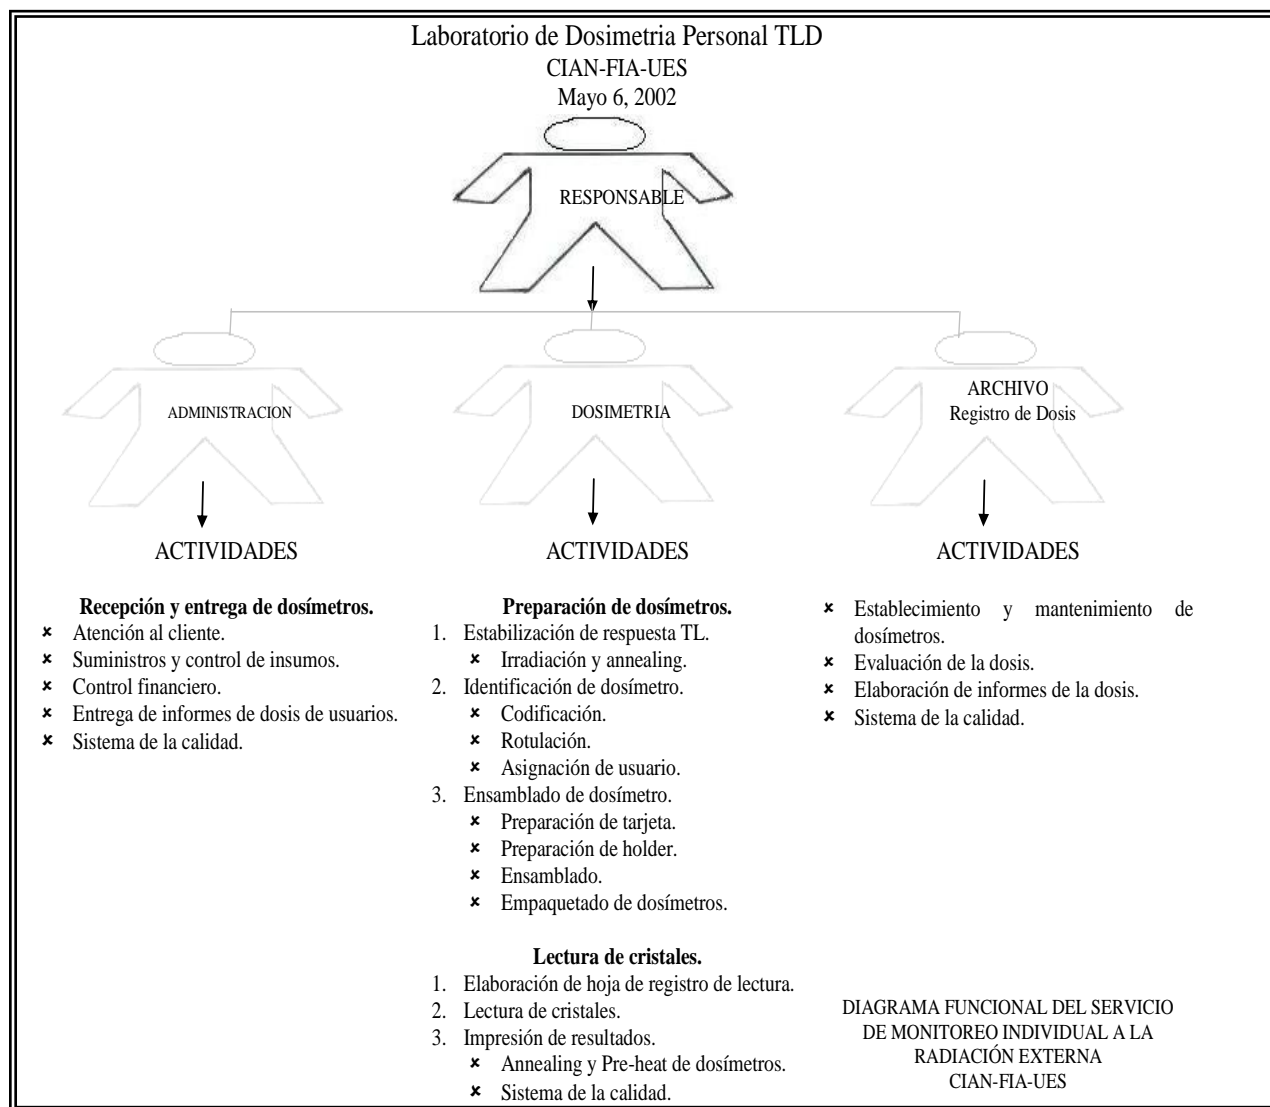 Laboratorio de Dosimetria Personal TLD
CIAN-FIA-UES
Mayo 6, 2002
RESPONSABLE
ADMINISTRACION
DOSIMETRIA
ARCHIVO
Registro de Dosis
ACTIVIDADES
ACTIVIDADES
ACTIVIDADES
Recepción y entrega de dosímetros.
✘ Atención al cliente.
✘ Suministros y control de insumos.
✘ Control financiero.
✘ Entrega de informes de dosis de usuarios.
✘ Sistema de la calidad.
Preparación de dosímetros.
1. Estabilización de respuesta TL.
✘ Irradiación y annealing.
2. Identificación de dosímetro.
✘ Codificación.
✘ Rotulación.
✘ Asignación de usuario.
3. Ensamblado de dosímetro.
✘ Preparación de tarjeta.
✘ Preparación de holder.
✘ Ensamblado.
✘ Empaquetado de dosímetros.
Lectura de cristales.
1. Elaboración de hoja de registro de lectura.
2. Lectura de cristales.
3. Impresión de resultados.
✘ Annealing y Pre-heat de dosímetros.
✘ Sistema de la calidad.
✘ Establecimiento y mantenimiento de
dosímetros.
✘ Evaluación de la dosis.
✘ Elaboración de informes de la dosis.
✘ Sistema de la calidad.
DIAGRAMA FUNCIONAL DEL SERVICIO
DE MONITOREO INDIVIDUAL A LA
RADIACIÓN EXTERNA
CIAN-FIA-UES